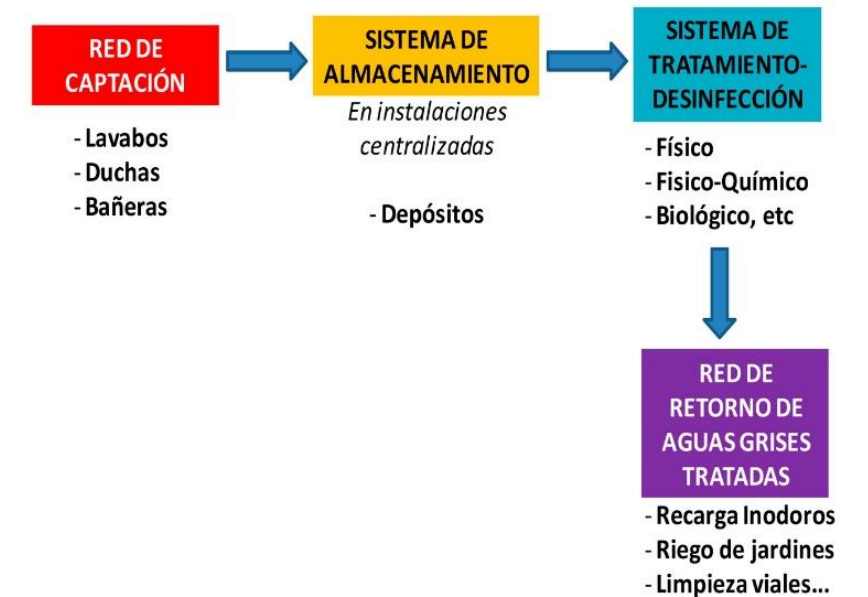 RED DE
CAPTACIÓN
- Lavabos
- Duchas
- Bañeras
SISTEMA DE
ALMACENAMIENTO
En instalaciones
centralizadas
- Depósitos
SISTEMA DE
TRATAMIENTO-
DESINFECCIÓN
- Físico
- Fisico-Químico
- Biológico, etc
RED DE
RETORNO DE
AGUAS GRISES
TRATADAS
- Recarga Inodoros
- Riego de jardines
- Limpieza viales...